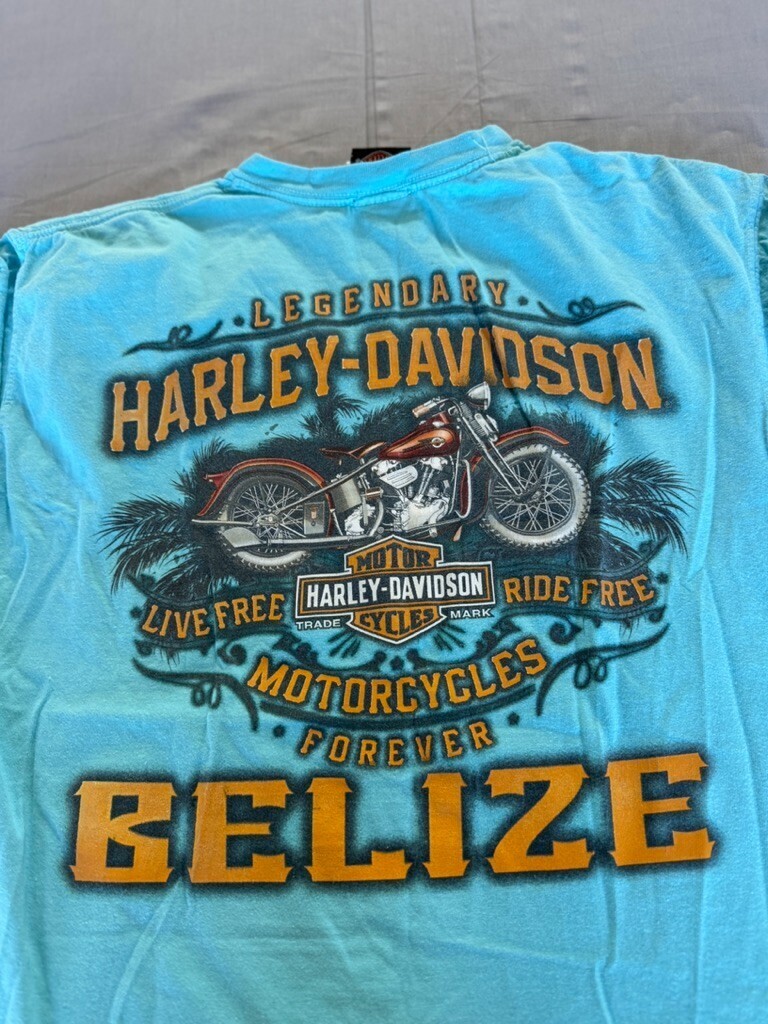 LEGENDARY
HARLEY-DAVIDSON
MOTOR
HARLEY-DAVIDSON
CYCLES
TRADE MARK
LIVE FREE RIDE FREE
MOTORCYCLES
FOREVER
BELIZE